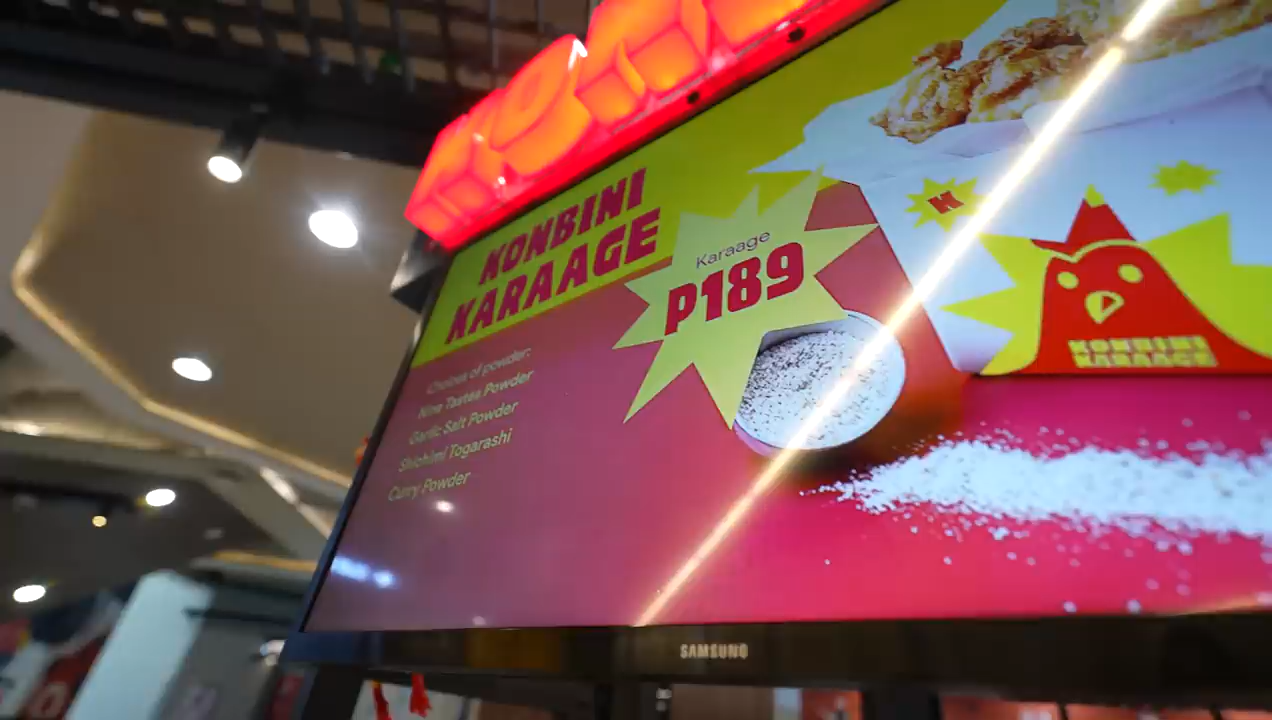 KONBINI
KARAAGE
Karaage
P189
Choices of powder:
Nine Tastes Powder
Garlic Salt Powder
Shichimi Togarashi
Curry Powder
K
KONBINI
KARAAGE
SAMSUNG